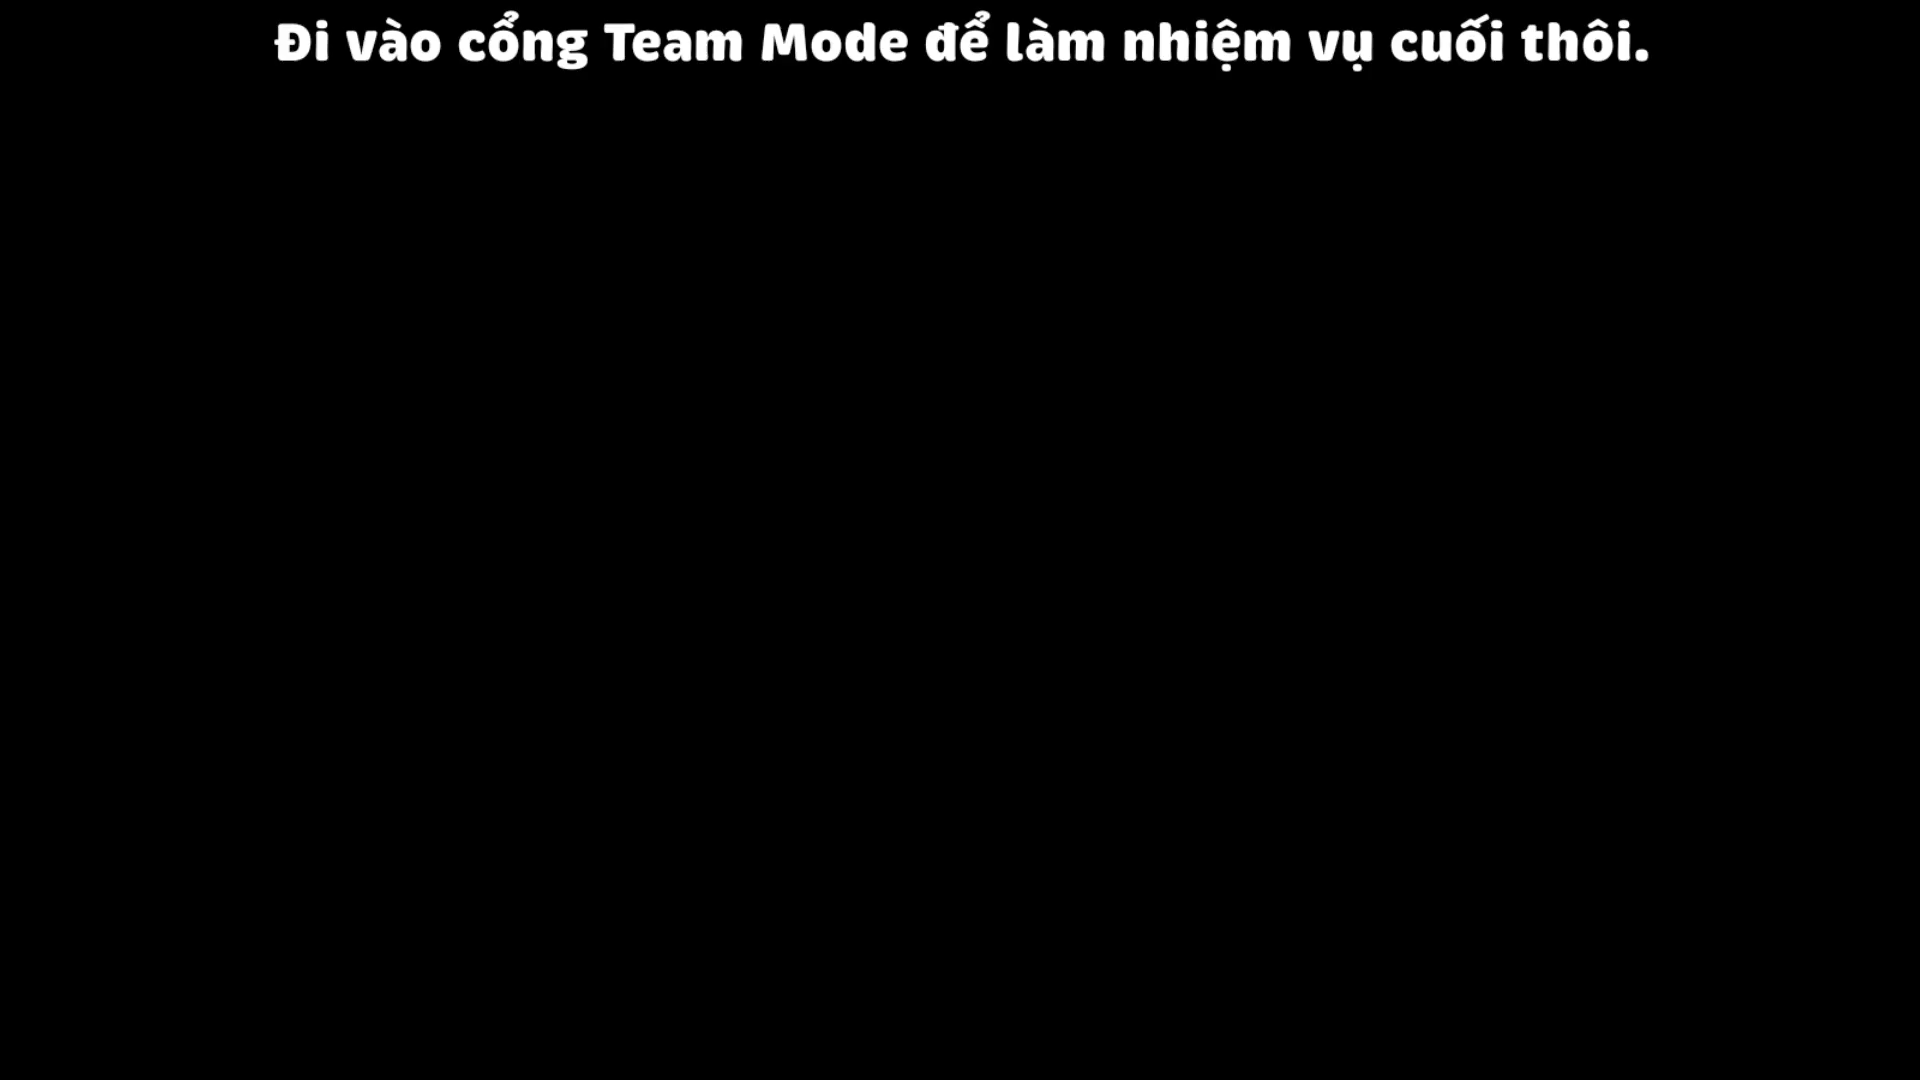 Đi vào cổng Team Mode để làm nhiệm vụ cuối thôi.